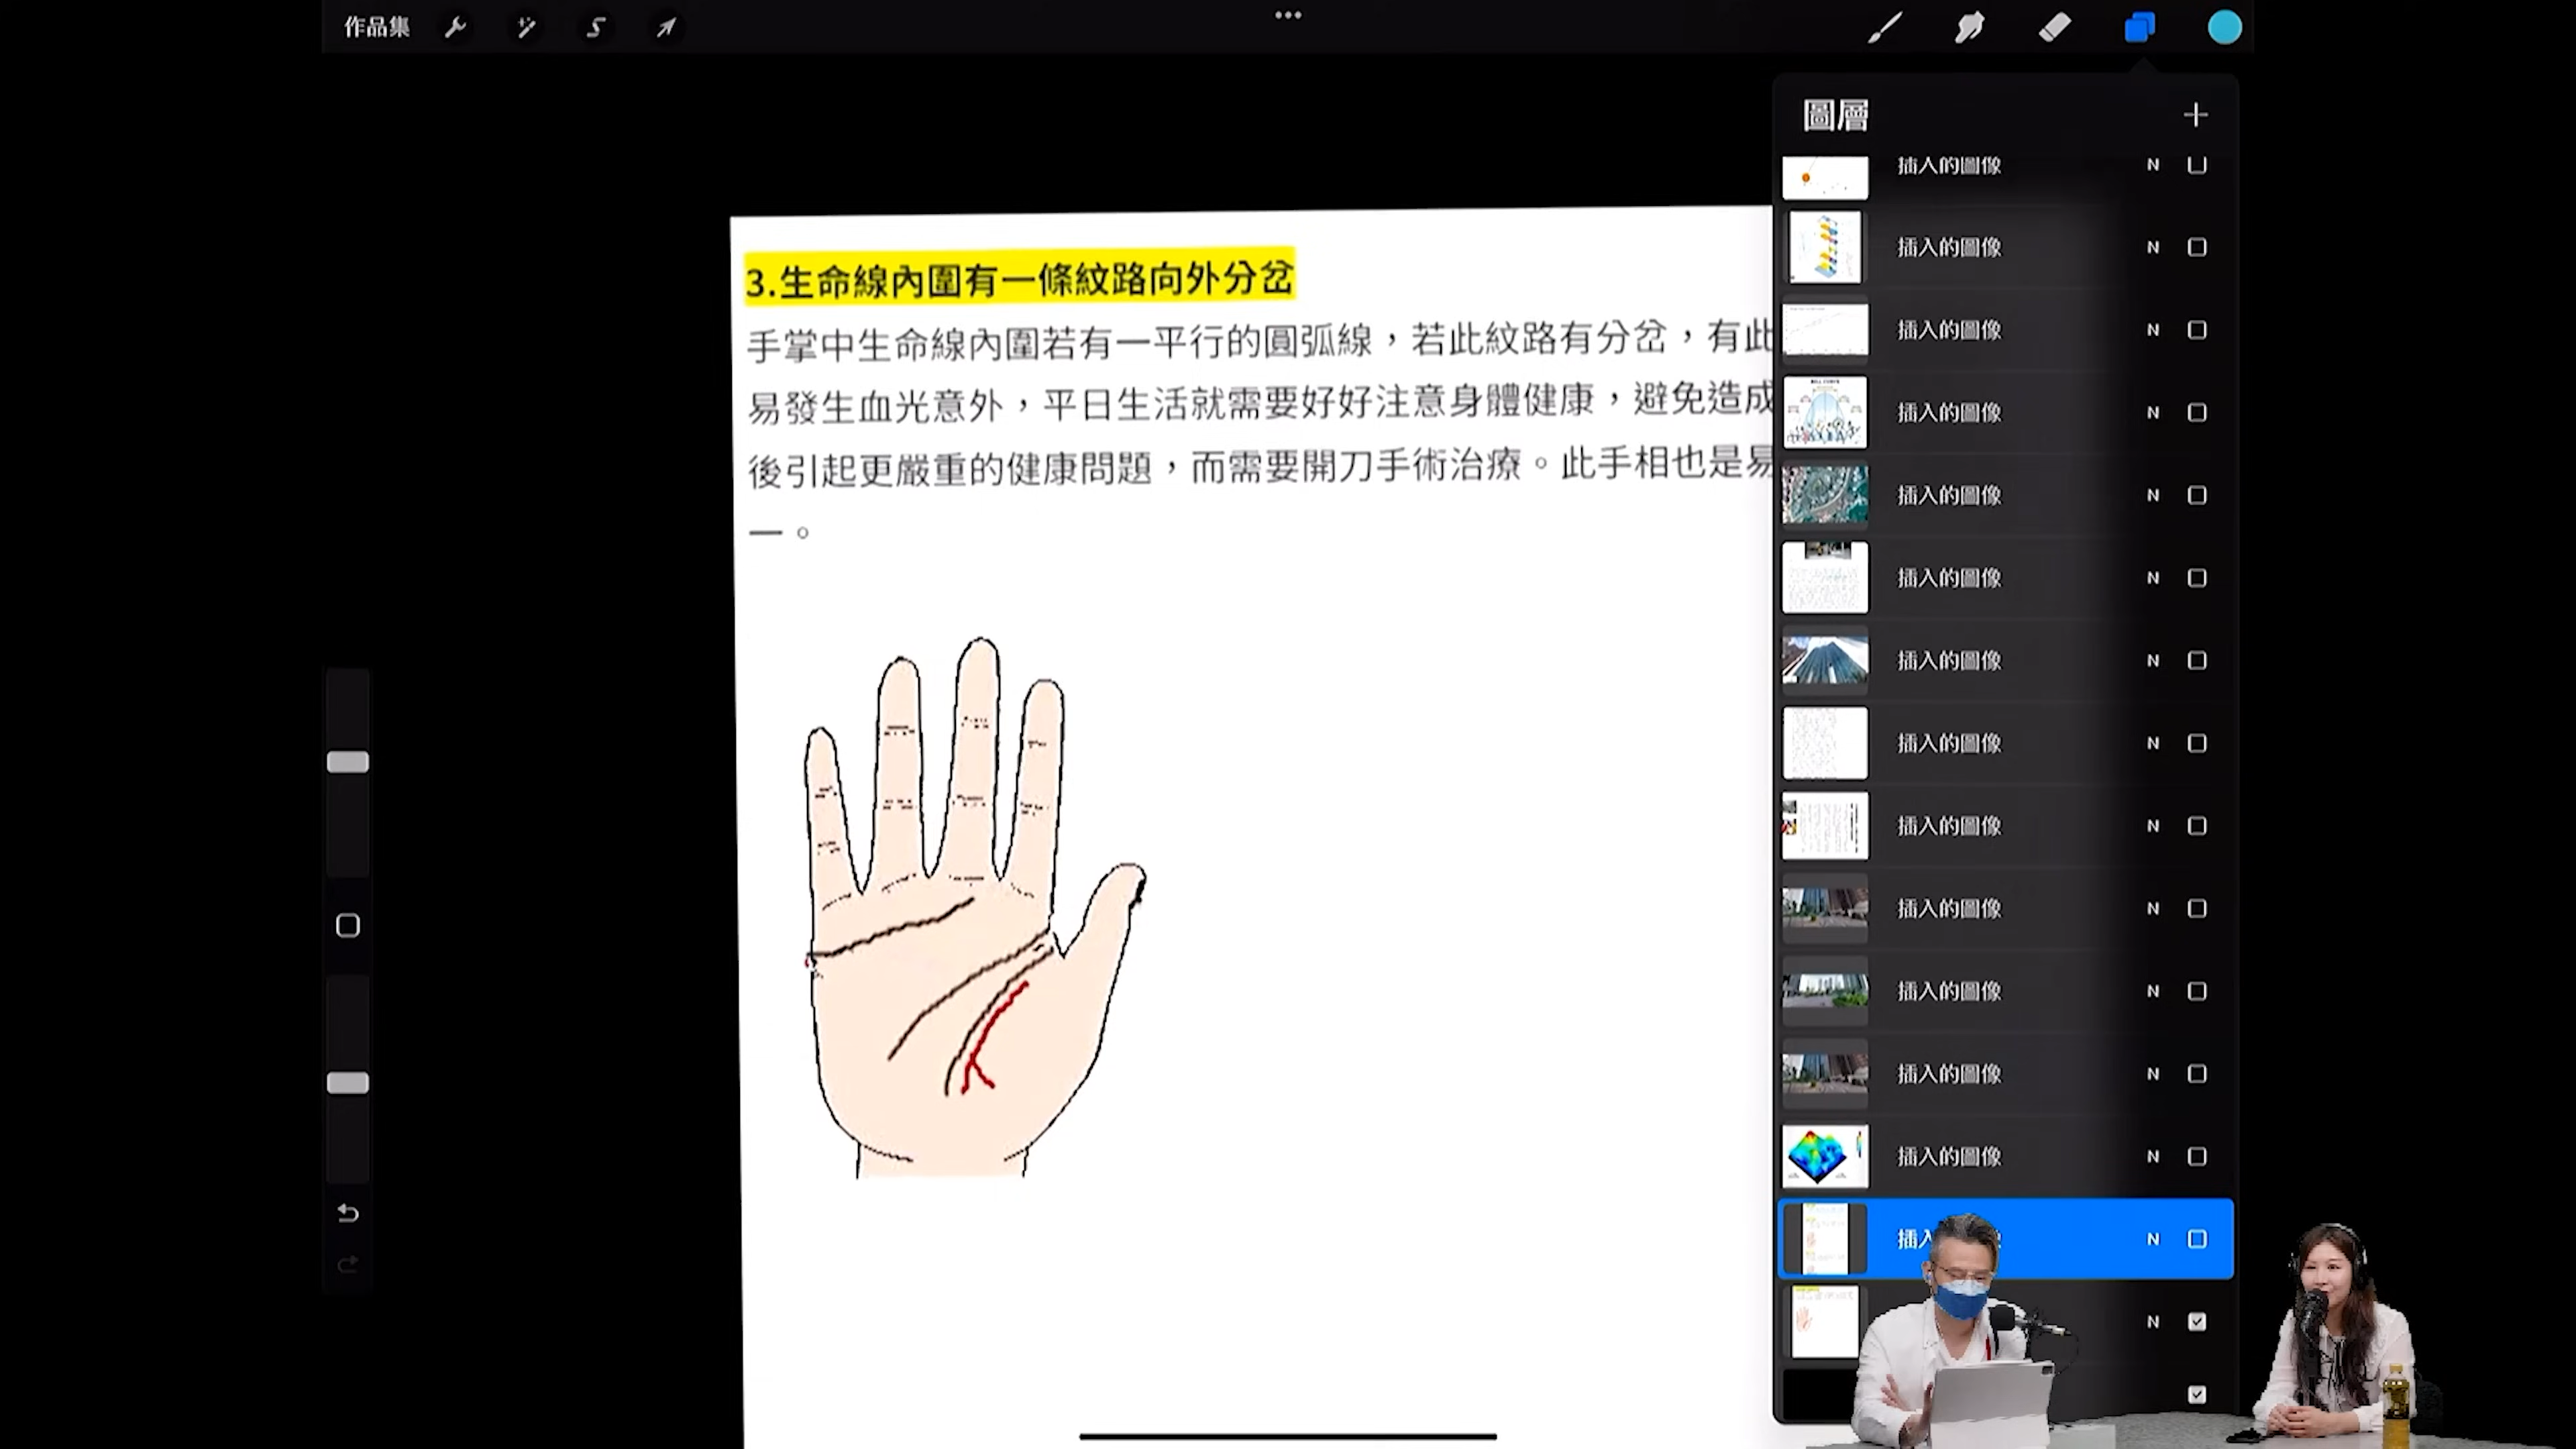 作品集
圖層
插入的圖像 N
插入的圖像 N
插入的圖像 N
插入的圖像 N
插入的圖像 N
插入的圖像 N
插入的圖像 N
插入的圖像 N
插入的圖像 N
插入的圖像 N
插入的圖像 N
插入的圖像 N
插入的圖像 N
插入 N
N
3.生命線內圍有一條紋路向外分岔
手掌中生命線內圍若有一平行的圓弧線，若此紋路有分岔，有此
易發生血光意外，平日生活就需要好好注意身體健康，避免造成
後引起更嚴重的健康問題，而需要開刀手術治療。此手相也是易
一。